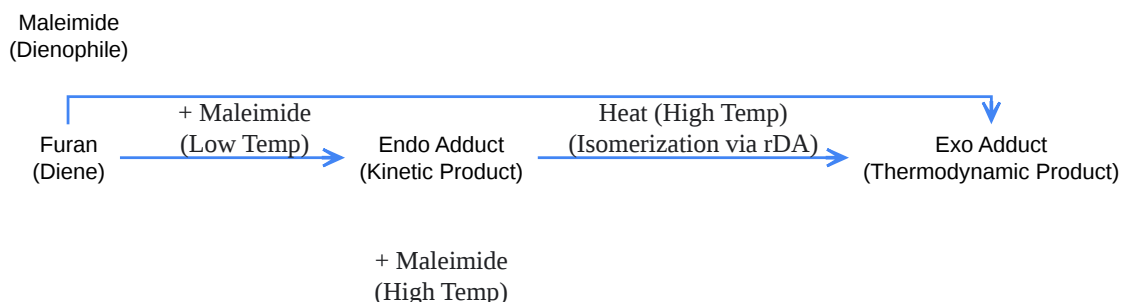 Maleimide
(Dienophile)
+ Maleimide
(Low Temp)
Heat (High Temp)
(Isomerization via rDA)
Furan
(Diene)
Endo Adduct
(Kinetic Product)
Exo Adduct
(Thermodynamic Product)
+ Maleimide
(High Temp)